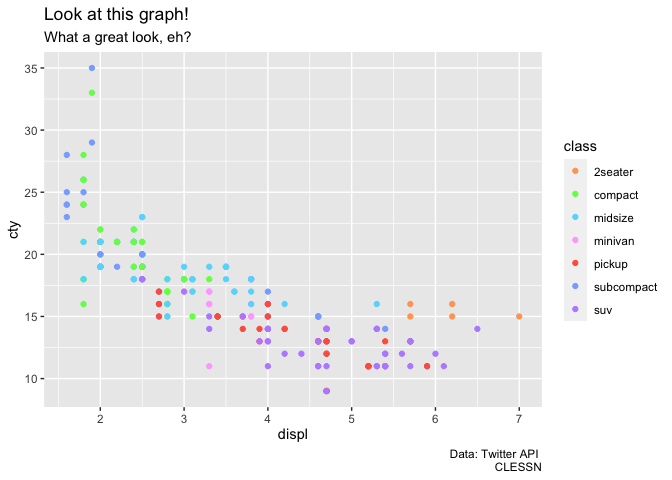 Look at this graph!
What a great look, eh?
35
30
25
20
15
10
cty
2 3 4 5 6 7
displ
class
2seater
compact
midsize
minivan
pickup
subcompact
suv
Data: Twitter API
CLESSN